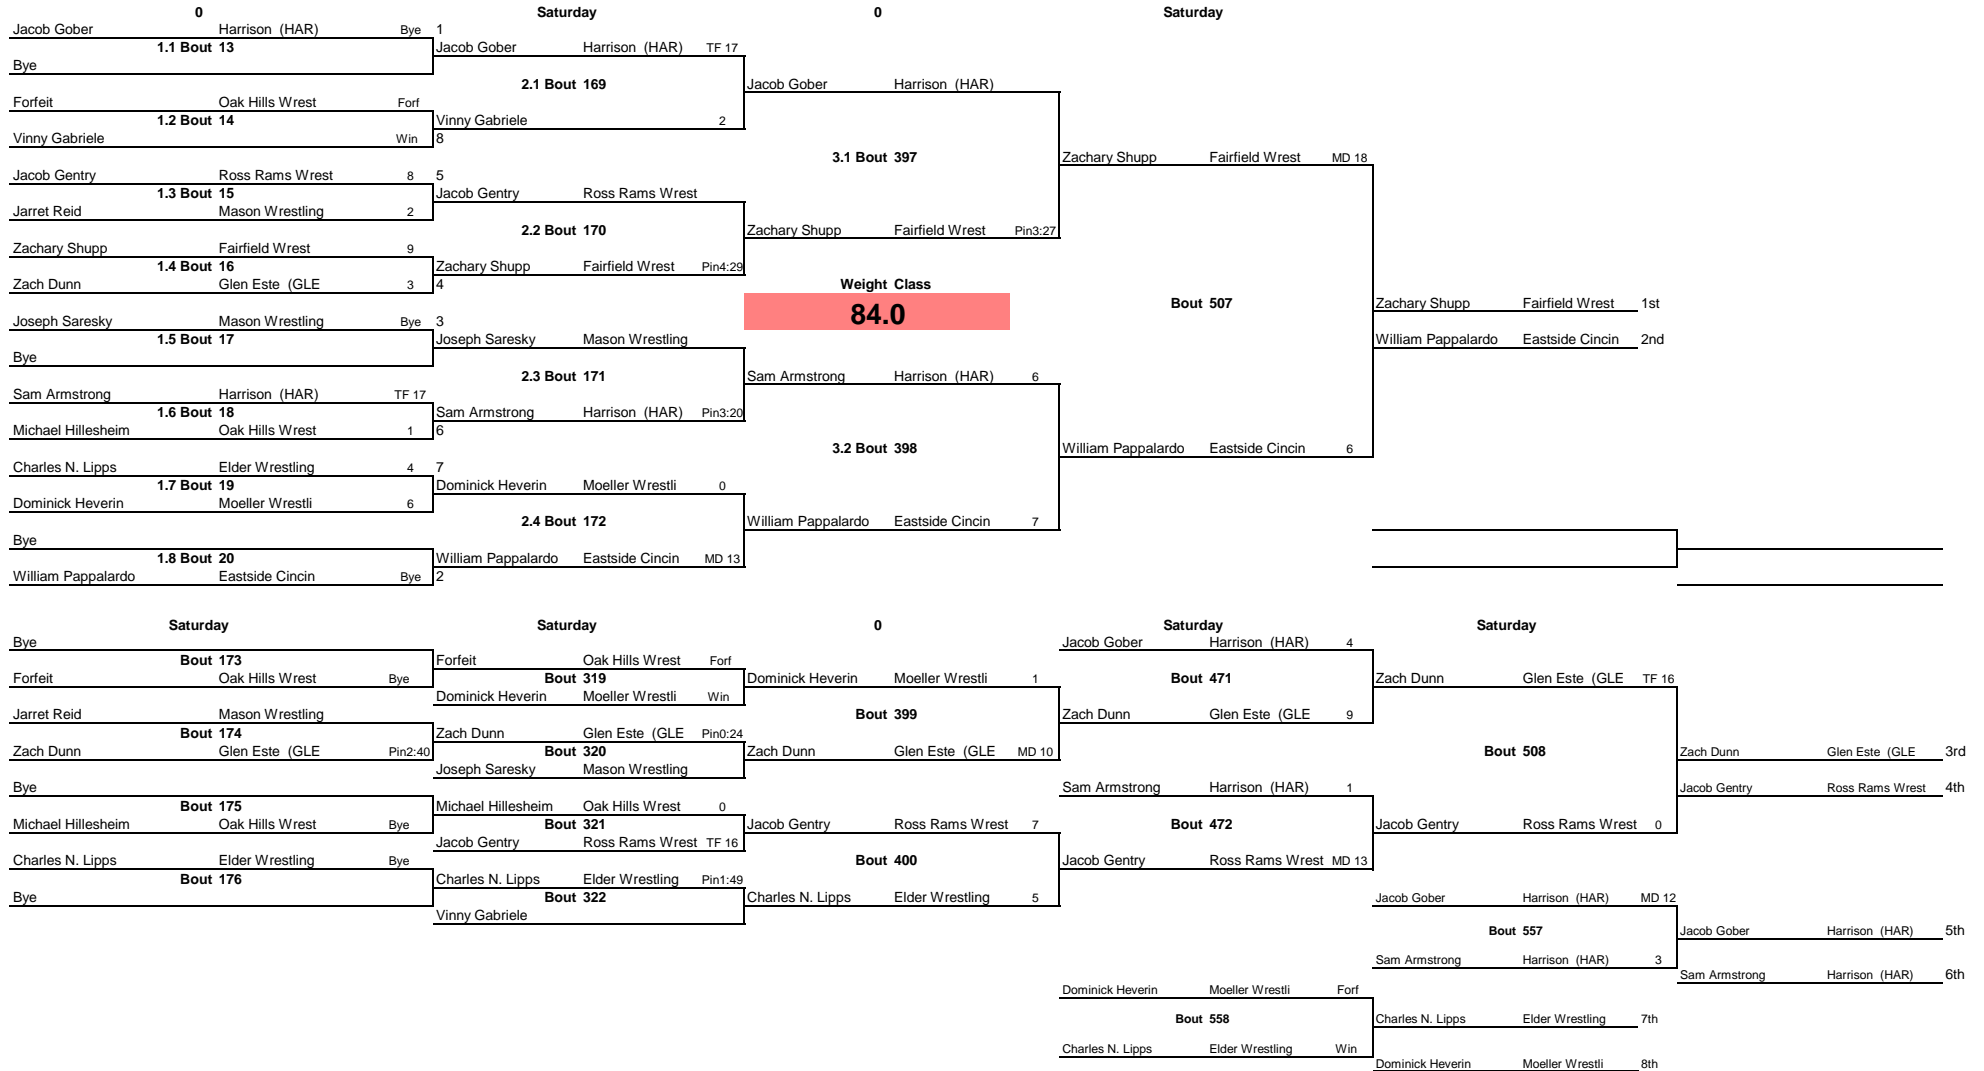 0 Saturday 0 Saturday
Jacob Gober Harrison (HAR) Bye 1
1.1 Bout 13 Jacob Gober Harrison (HAR) TF 17
Bye
2.1 Bout 169 Jacob Gober Harrison (HAR)
Forfeit Oak Hills Wrest Forf
1.2 Bout 14 Vinny Gabriele 2
Vinny Gabriele Win 8
3.1 Bout 397 Zachary Shupp Fairfield Wrest MD 18
Jacob Gentry Ross Rams Wrest 8 5
1.3 Bout 15 Jacob Gentry Ross Rams Wrest
Jarret Reid Mason Wrestling 2
2.2 Bout 170 Zachary Shupp Fairfield Wrest Pin3:27
Zachary Shupp Fairfield Wrest 9
1.4 Bout 16 Zachary Shupp Fairfield Wrest Pin4:29
Zach Dunn Glen Este (GLE 3 4 Weight Class
Bout 507 Zachary Shupp Fairfield Wrest 1st
84.0
Joseph Saresky Mason Wrestling Bye 3
1.5 Bout 17 Joseph Saresky Mason Wrestling William Pappalardo Eastside Cincin 2nd
Bye
2.3 Bout 171 Sam Armstrong Harrison (HAR) 6
Sam Armstrong Harrison (HAR) TF 17
1.6 Bout 18 Sam Armstrong Harrison (HAR) Pin3:20
Michael Hillesheim Oak Hills Wrest 1 6
3.2 Bout 398 William Pappalardo Eastside Cincin 6
Charles N. Lipps Elder Wrestling 4 7
1.7 Bout 19 Dominick Heverin Moeller Wrestli 0
Dominick Heverin Moeller Wrestli 6
2.4 Bout 172 William Pappalardo Eastside Cincin 7
Bye
1.8 Bout 20 William Pappalardo Eastside Cincin MD 13
William Pappalardo Eastside Cincin Bye 2
Saturday Saturday 0 Saturday Saturday
Bye Jacob Gober Harrison (HAR) 4
Bout 173 Forfeit Oak Hills Wrest Forf
Forfeit Oak Hills Wrest Bye Bout 319 Dominick Heverin Moeller Wrestli 1 Bout 471 Zach Dunn Glen Este (GLE TF 16
Dominick Heverin Moeller Wrestli Win
Jarret Reid Mason Wrestling Bout 399 Zach Dunn Glen Este (GLE 9
Bout 174 Zach Dunn Glen Este (GLE Pin0:24
Zach Dunn Glen Este (GLE Pin2:40 Bout 320 Zach Dunn Glen Este (GLE MD 10 Bout 508 Zach Dunn Glen Este (GLE 3rd
Joseph Saresky Mason Wrestling
Bye Sam Armstrong Harrison (HAR) 1 Jacob Gentry Ross Rams Wrest 4th
Bout 175 Michael Hillesheim Oak Hills Wrest 0
Michael Hillesheim Oak Hills Wrest Bye Bout 321 Jacob Gentry Ross Rams Wrest 7 Bout 472 Jacob Gentry Ross Rams Wrest 0
Jacob Gentry Ross Rams Wrest TF 16
Charles N. Lipps Elder Wrestling Bye Bout 400 Jacob Gentry Ross Rams Wrest MD 13
Bout 176 Charles N. Lipps Elder Wrestling Pin1:49
Bye Bout 322 Charles N. Lipps Elder Wrestling 5 Jacob Gober Harrison (HAR) MD 12
Vinny Gabriele
Bout 557 Jacob Gober Harrison (HAR) 5th
Sam Armstrong Harrison (HAR) 3
Sam Armstrong Harrison (HAR) 6th
Dominick Heverin Moeller Wrestli Forf
Bout 558 Charles N. Lipps Elder Wrestling 7th
Charles N. Lipps Elder Wrestling Win
Dominick Heverin Moeller Wrestli 8th